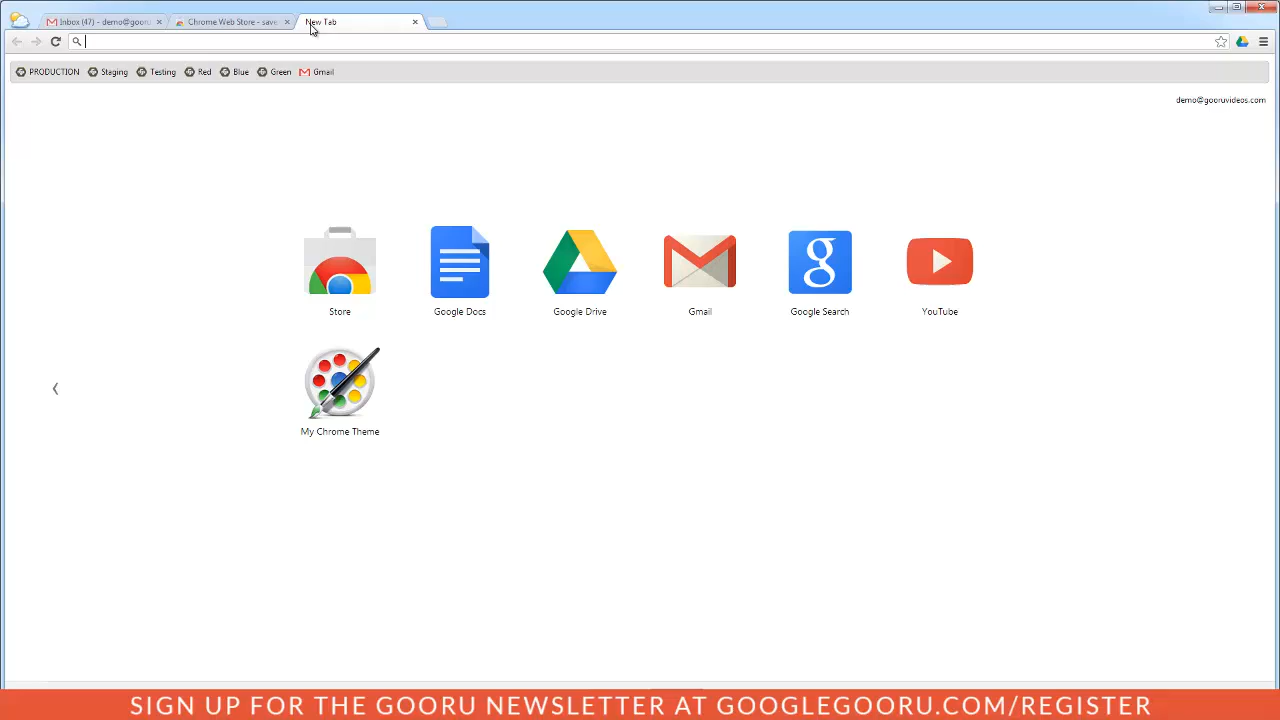 Inbox (47) - demo@gooru
Chrome Web Store - save
New Tab
PRODUCTION Staging Testing Red Blue Green Gmail
demo@gooruvideos.com
Store Google Docs Google Drive Gmail Google Search YouTube
My Chrome Theme
SIGN UP FOR THE GOORU NEWSLETTER AT GOOGLEGOORU.COM/REGISTER